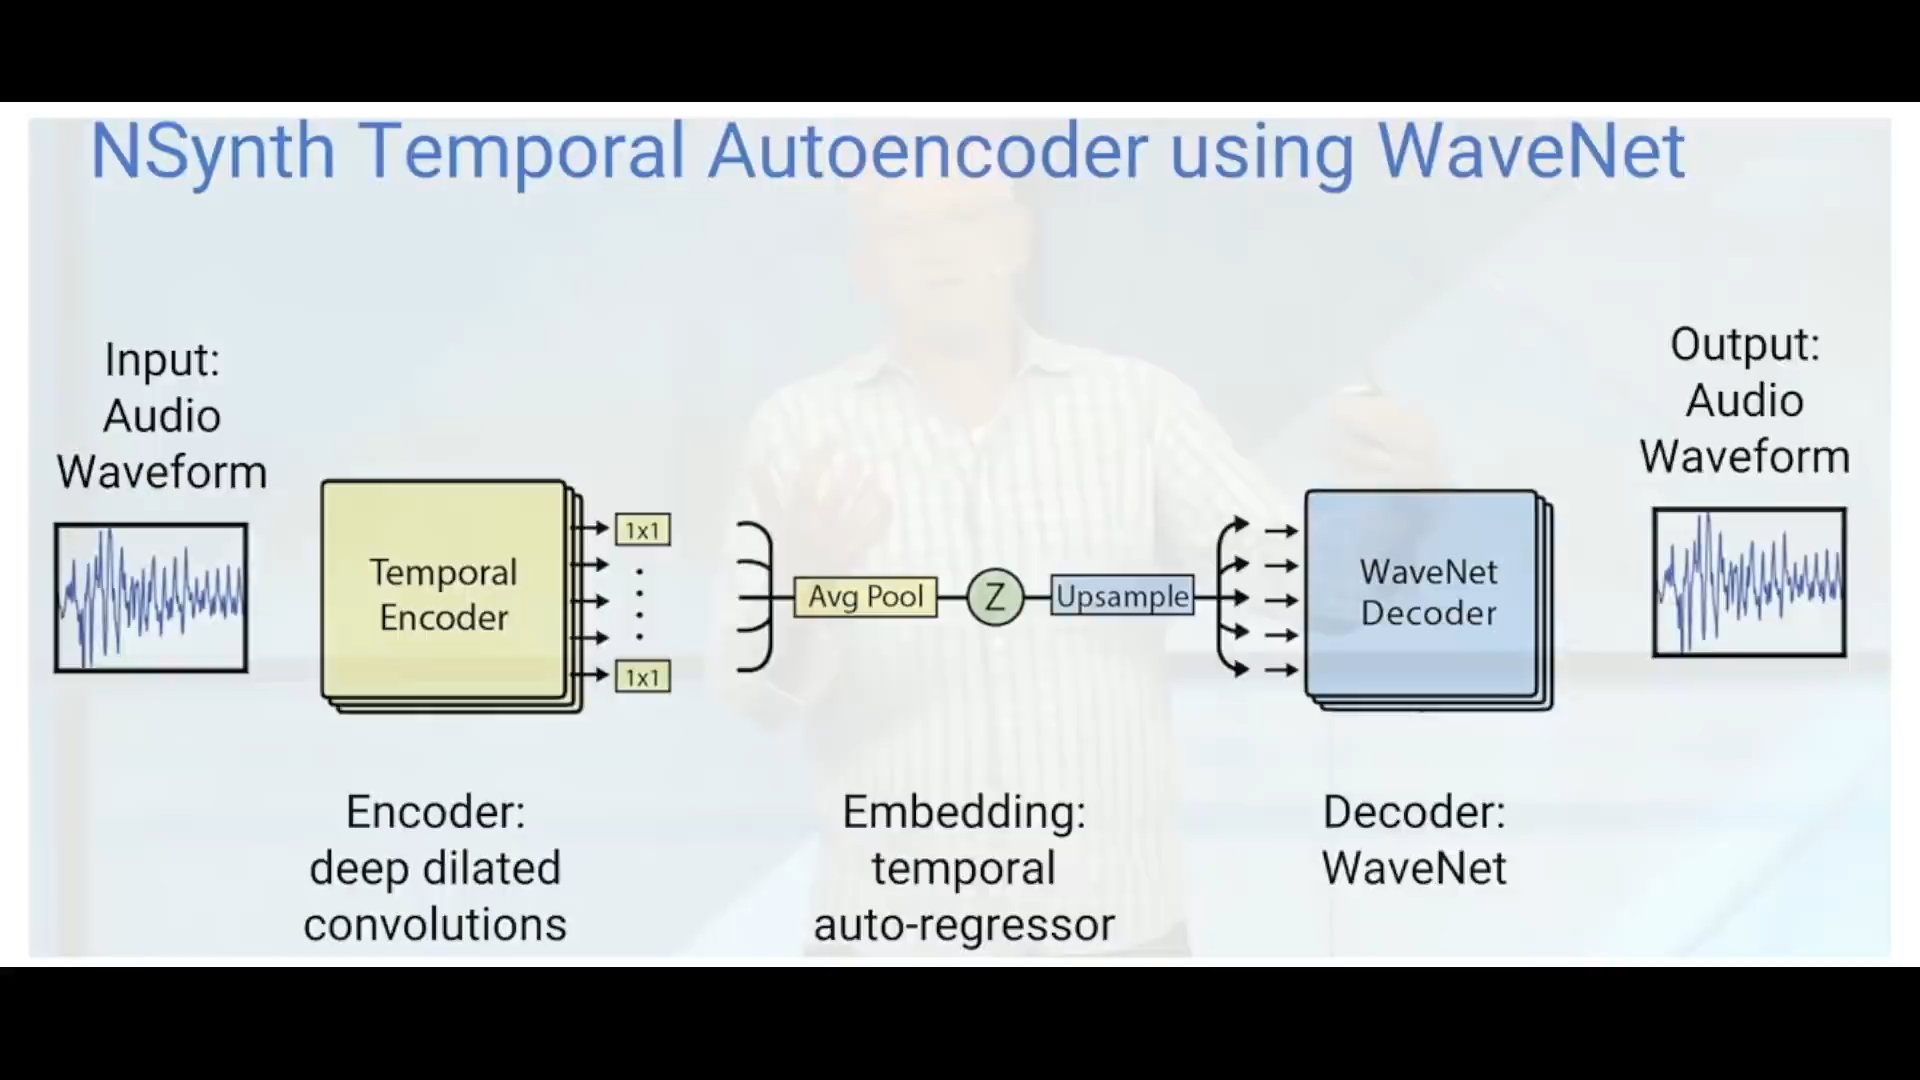 NSynth Temporal Autoencoder using WaveNet
Input:
Audio
Waveform
Temporal
Encoder
1x1
1x1
Avg Pool
Z
Upsample
WaveNet
Decoder
Output:
Audio
Waveform
Encoder:
deep dilated
convolutions
Embedding:
temporal
auto-regressor
Decoder:
WaveNet